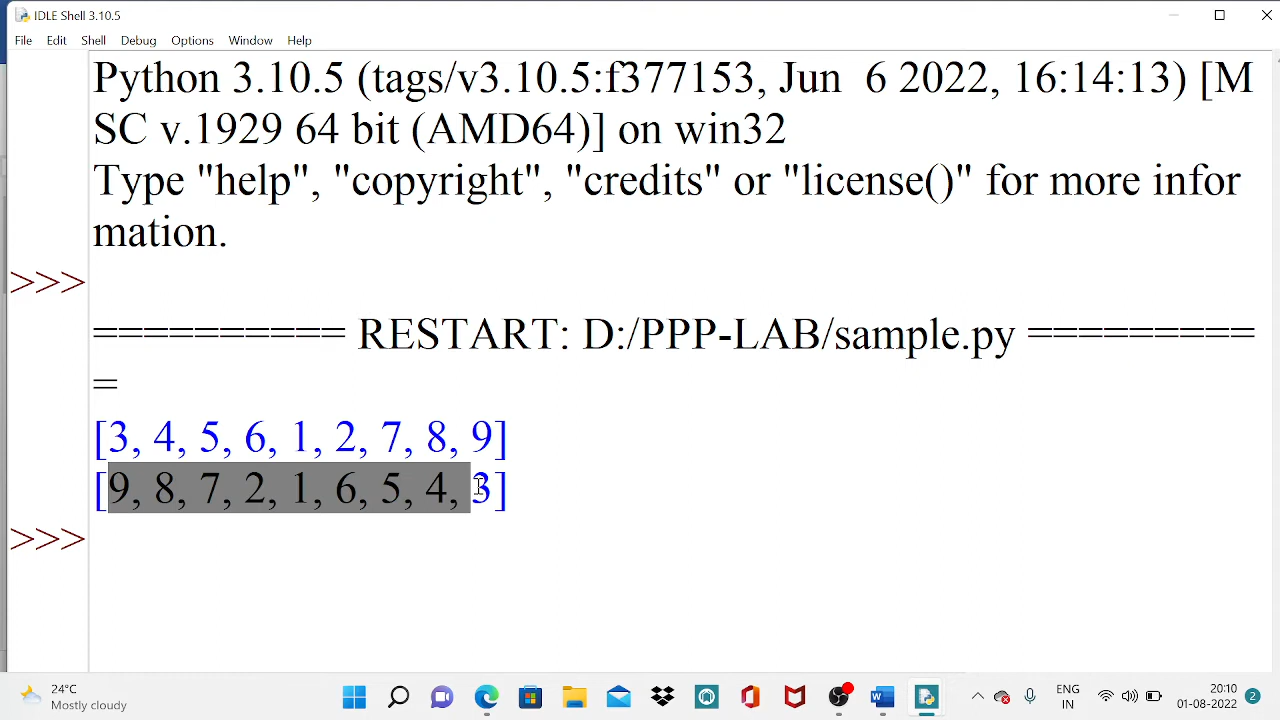 IDLE Shell 3.10.5
File Edit Shell Debug Options Window Help
Python 3.10.5 (tags/v3.10.5:f377153, Jun  6 2022, 16:14:13) [M
SC v.1929 64 bit (AMD64)] on win32
Type "help", "copyright", "credits" or "license()" for more infor
mation.
>>>
========== RESTART: D:/PPP-LAB/sample.py =========
=
[3, 4, 5, 6, 1, 2, 7, 8, 9]
[9, 8, 7, 2, 1, 6, 5, 4, 3]
>>>
24°C
Mostly cloudy
ENG
IN
20:10
01-08-2022
2